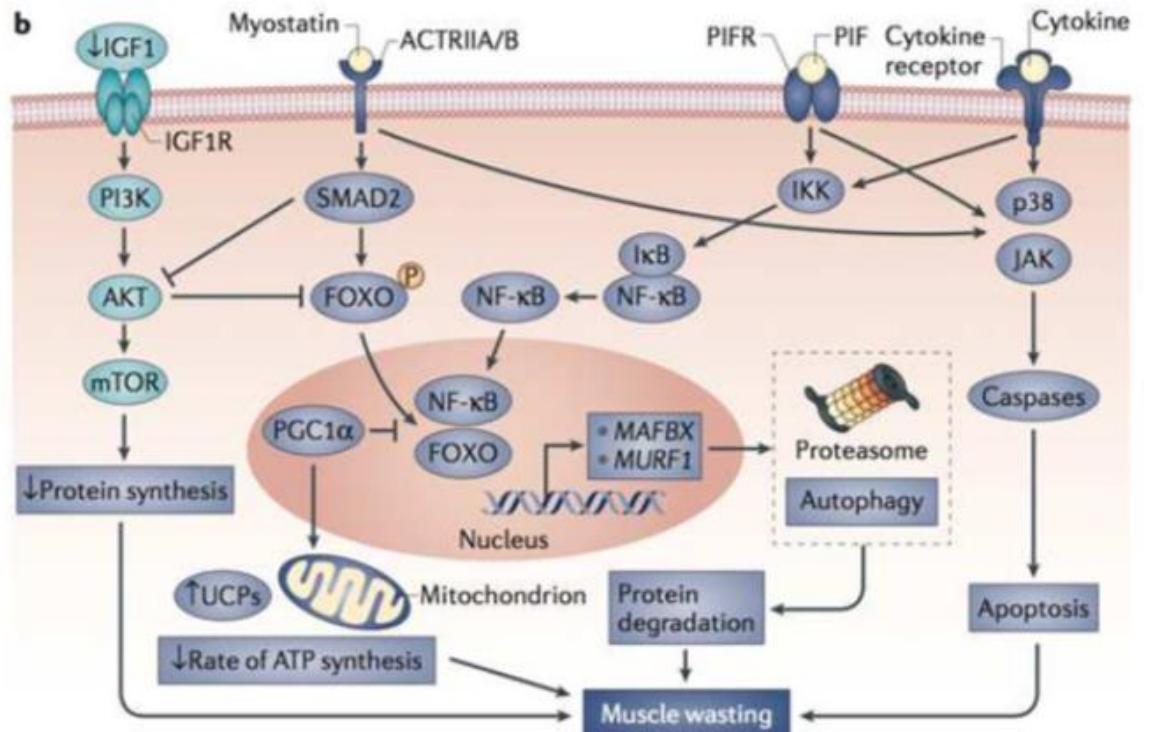 b
↓IGF1
Myostatin
ACTRIIA/B
PIFR
PIF
Cytokine
receptor
Cytokine
IGF1R
PI3K
SMAD2
IKK
p38
JAK
IκB
NF-κB
NF-κB
AKT
FOXO
P
mTOR
NF-κB
FOXO
PGC1α
• MAFBX
• MURF1
Nucleus
Proteasome
Autophagy
Caspases
↓Protein synthesis
↑UCPs
Mitochondrion
↓Rate of ATP synthesis
Protein
degradation
Apoptosis
Muscle wasting